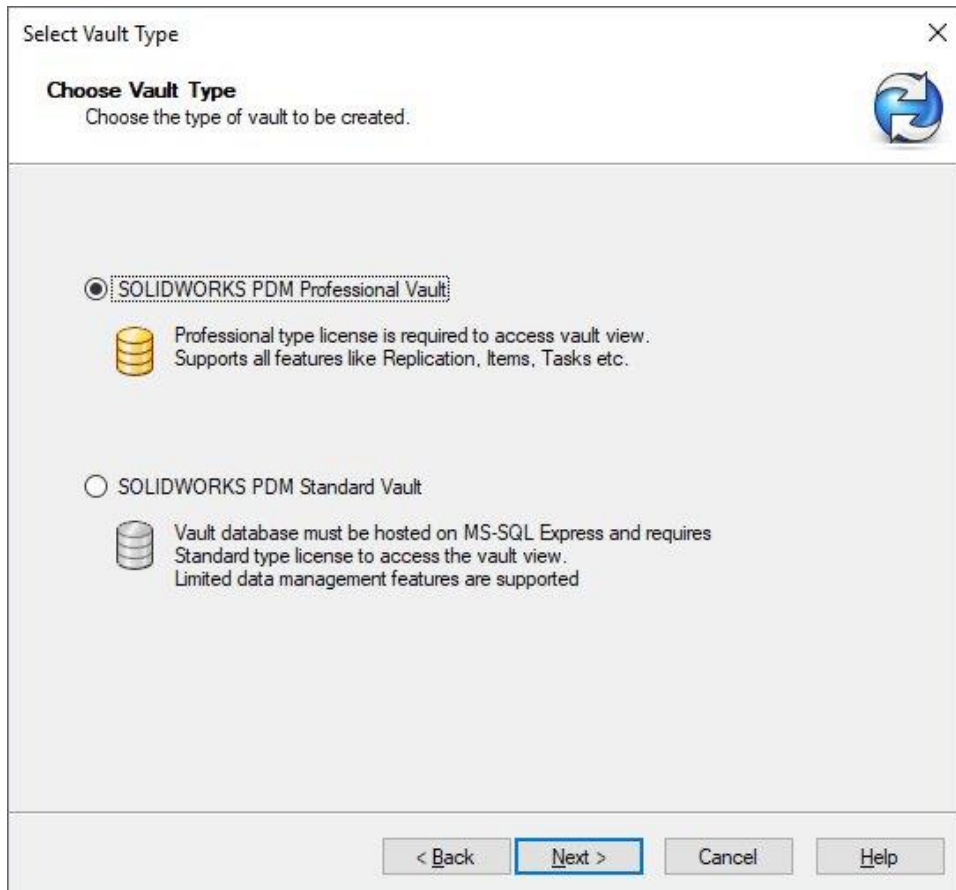 Select Vault Type
Choose Vault Type
Choose the type of vault to be created.
SOLIDWORKS PDM Professional Vault
Professional type license is required to access vault view.
Supports all features like Replication, Items, Tasks etc.
SOLIDWORKS PDM Standard Vault
Vault database must be hosted on MS-SQL Express and requires
Standard type license to access the vault view.
Limited data management features are supported
< Back Next > Cancel Help